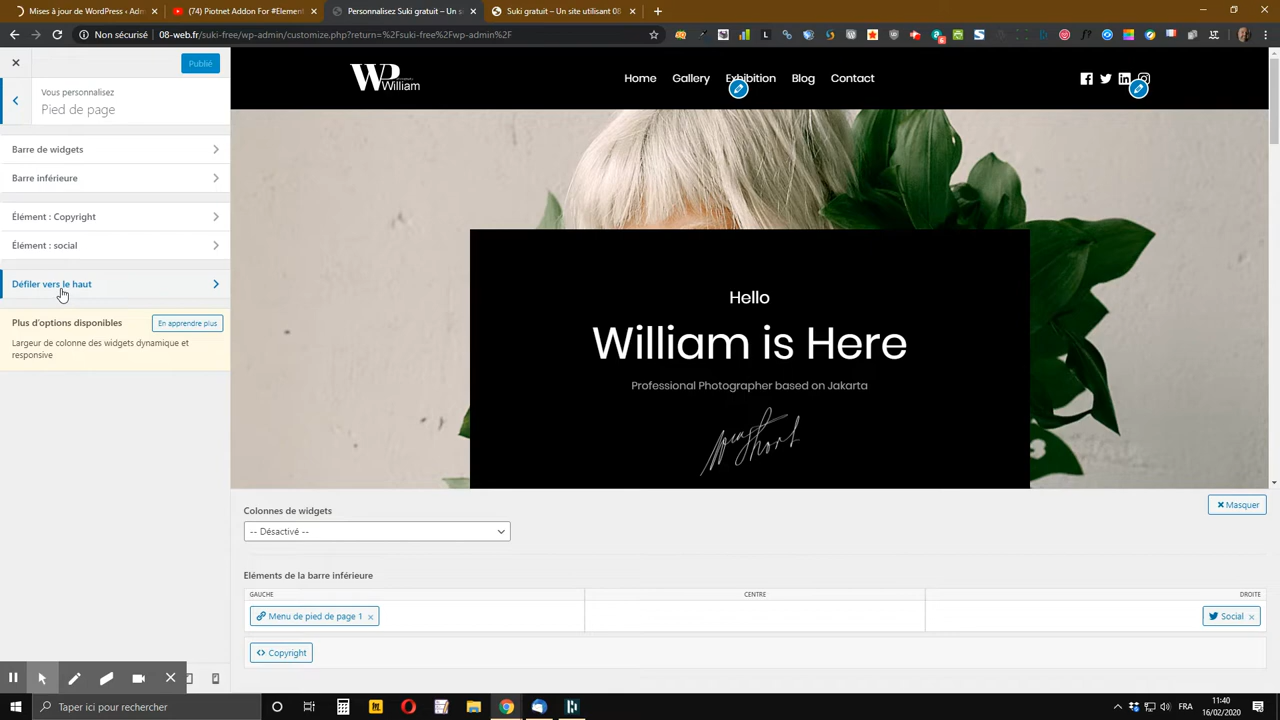 Mises à jour ‹ WordPress ‹ Adm
(74) Themes For Elemen
Personnalisez Suki gratuit : Un s
Suki gratuit – Un site utilisant 08
Non sécurisé | 08-web.fr/suki-free/wp-admin/customize.php?return=%2Fsuki-free%2Fwp-admin%2F
Publié
Vous personnalisez
Pied de page
Barre de widgets
Barre inférieure
Élément : Copyright
Élément : social
Défiler vers le haut
Plus d'options disponibles
En apprendre plus
Largeur de colonne des widgets dynamique et
responsive
WP
William
Home
Gallery
Exhibition
Blog
Contact
Hello
William is Here
Professional Photographer based on Jakarta
Colonnes de widgets
Masquer
-- Désactivé --
Eléments de la barre inférieure
GAUCHE
CENTRE
DROITE
Menu de pied de page 1
Social
Copyright
Taper ici pour rechercher
FRA
11:40
16/02/2020